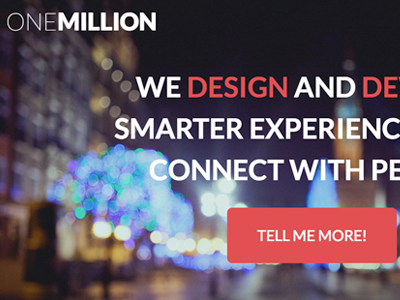 ONEMILLION
WE DESIGN AND DE
SMARTER EXPERIENC
CONNECT WITH PE
TELL ME MORE!